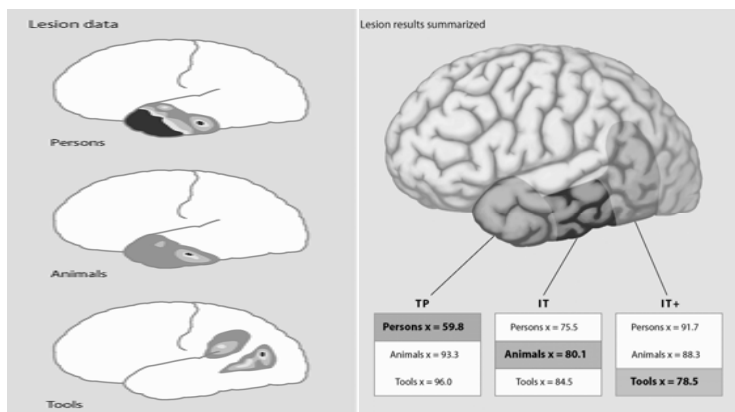 Lesion data
Persons
Animals
Tools
Lesion results summarized
TP
Persons x = 59.8
Animals x = 93.3
Tools x = 96.0
IT
Persons x = 75.5
Animals x = 80.1
Tools x = 84.5
IT+
Persons x = 91.7
Animals x = 88.3
Tools x = 78.5